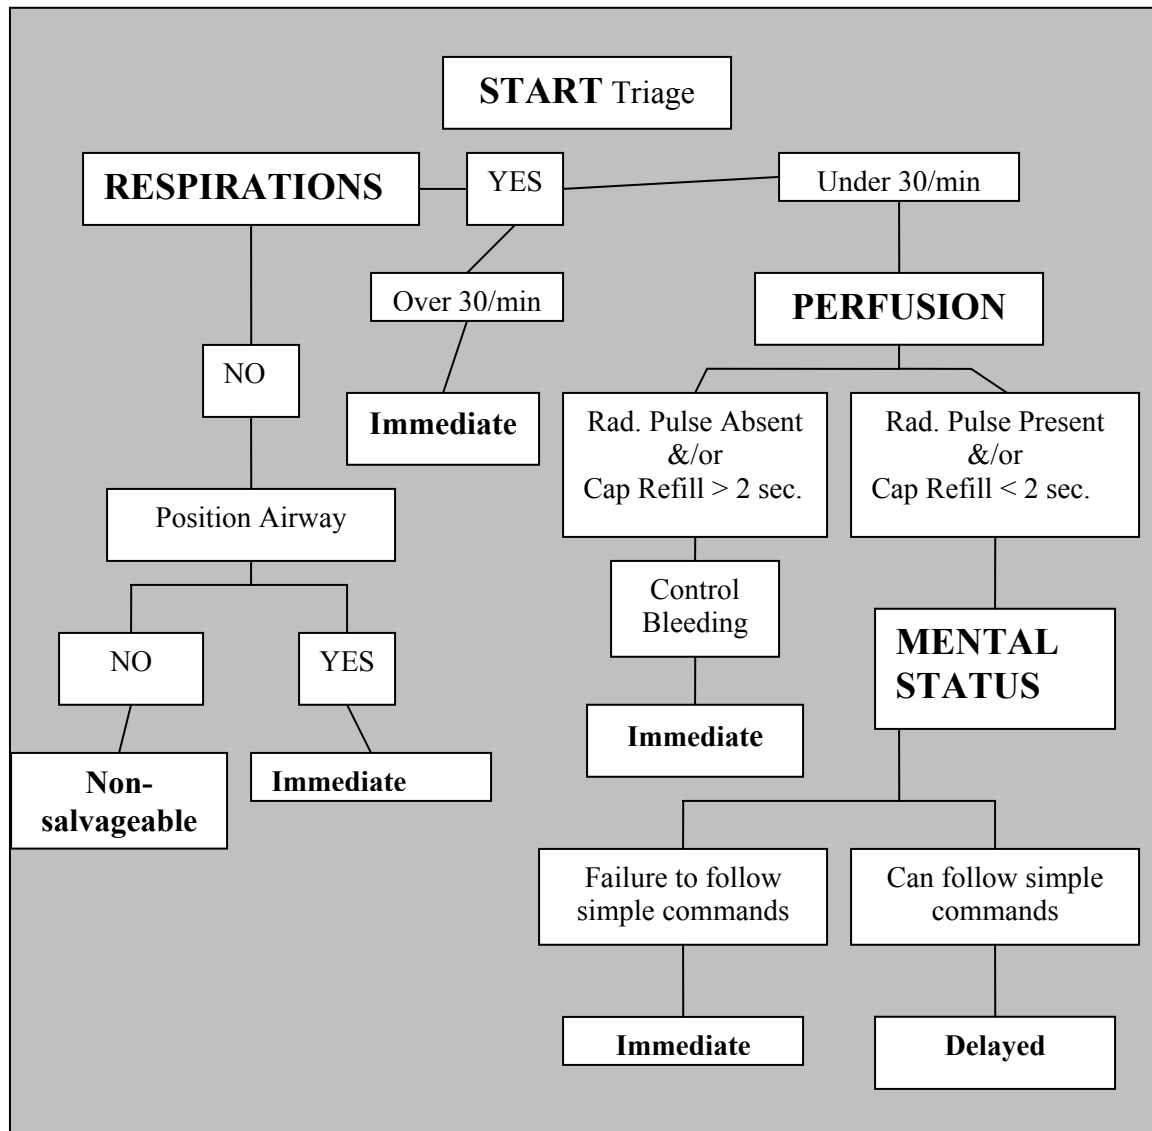 START Triage
RESPIRATIONS
YES
Under 30/min
Over 30/min
PERFUSION
NO
Immediate
Rad. Pulse Absent
&/or
Cap Refill > 2 sec.
Rad. Pulse Present
&/or
Cap Refill < 2 sec.
Position Airway
Control
Bleeding
MENTAL
STATUS
NO
YES
Immediate
Non-
salvageable
Immediate
Failure to follow
simple commands
Can follow simple
commands
Immediate
Delayed